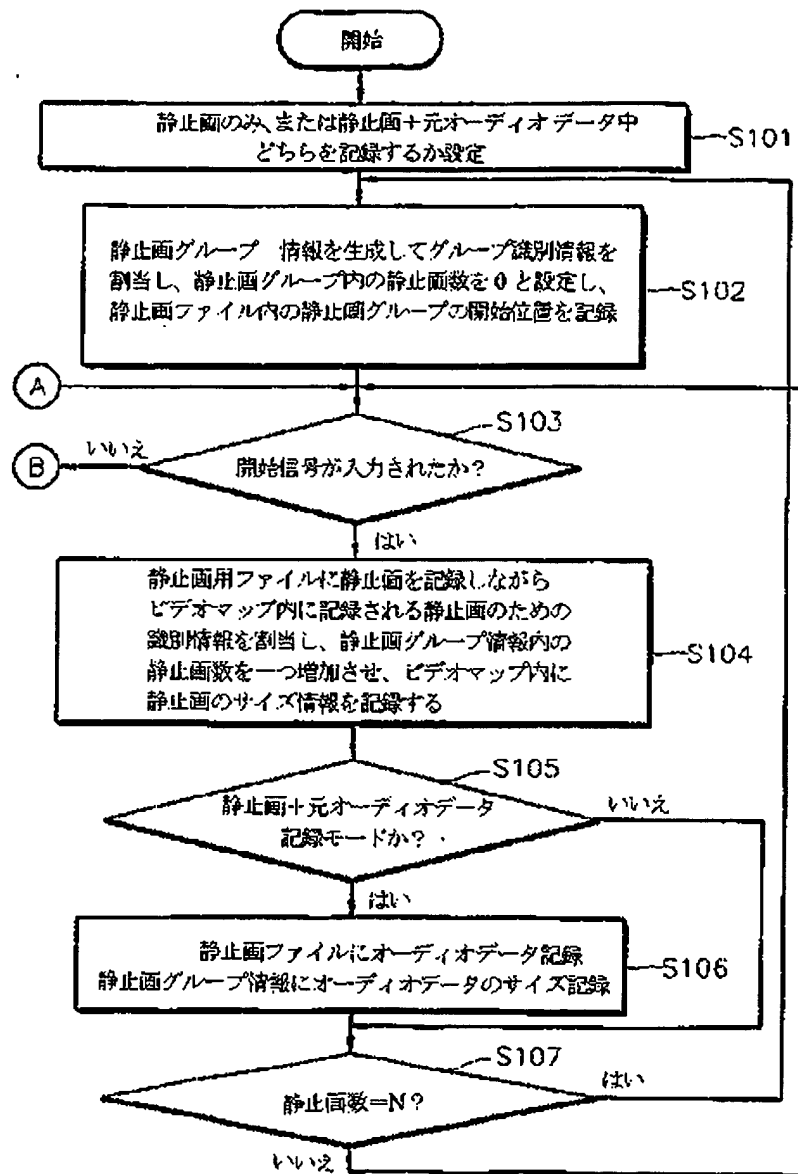 開始
静止画のみ、または静止画+元オーディオデータ中
どちらを記録するか設定
S101
静止画グループ 情報を生成してグループ識別情報を
割当し、静止画グループ内の静止画数を0と設定し、
静止画ファイル内の静止画グループの開始位置を記録
S102
A
S103
いいえ
B
開始信号が入力されたか?
はい
静止画用ファイルに静止画を記録しながら
ビデオマップ内に記録される静止画のための
識別情報を割当し、静止画グループ情報内の
静止画数を一つ増加させ、ビデオマップ内に
静止画のサイズ情報を記録する
S104
S105
静止画+元オーディオデータ
記録モードか?
いいえ
はい
静止画ファイルにオーディオデータ記録
静止画グループ情報にオーディオデータのサイズ記録
S106
S107
はい
静止画数=N?
いいえ